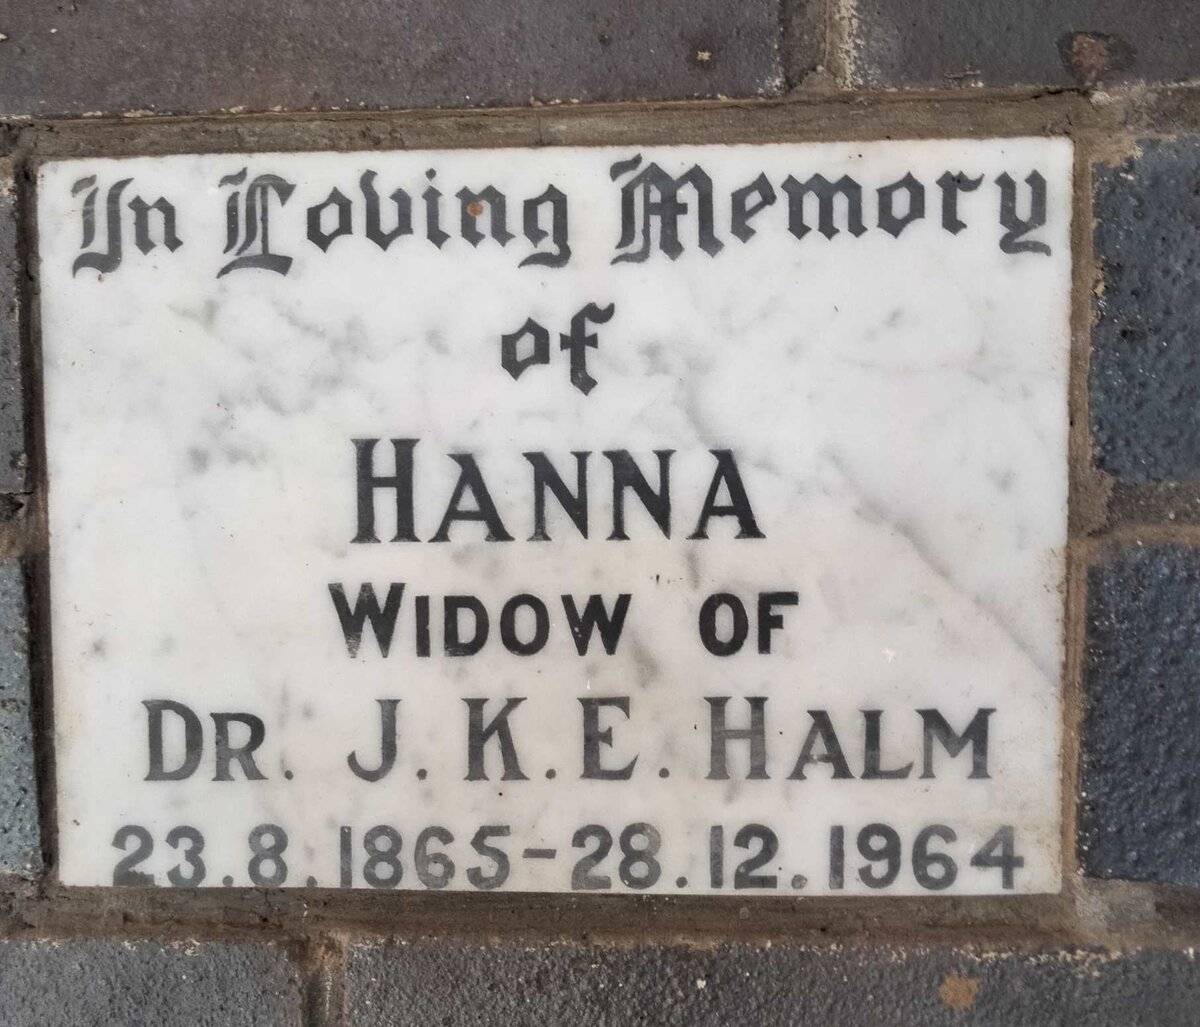 In Loving Memory
of
HANNA
WIDOW OF
DR. J. K. E. HALM
23.8.1865-28.12.1964